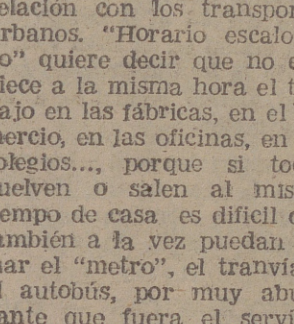 elación con los transpor
rbanos. "Horario escalo
o" quiere decir que no e
iece a la misma hora el t
ajo en las fábricas, en el
ercio, en las oficinas, en
olegios..., porque si to
uelven o salen al mis
empo de casa es dificil
ambién a la vez puedan
nar el "metro", el tranvía
l autobús, por muy abu
ante que fuera el servi